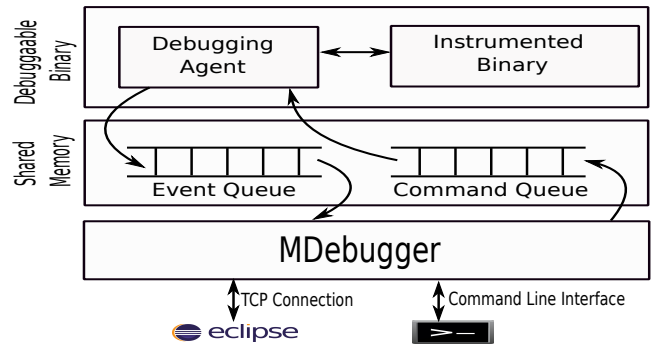 Debuggaable
Binary
Debugging
Agent
Instrumented
Binary
Shared
Memory
Event Queue
Command Queue
MDebugger
TCP Connection
Command Line Interface
eclipse
>—